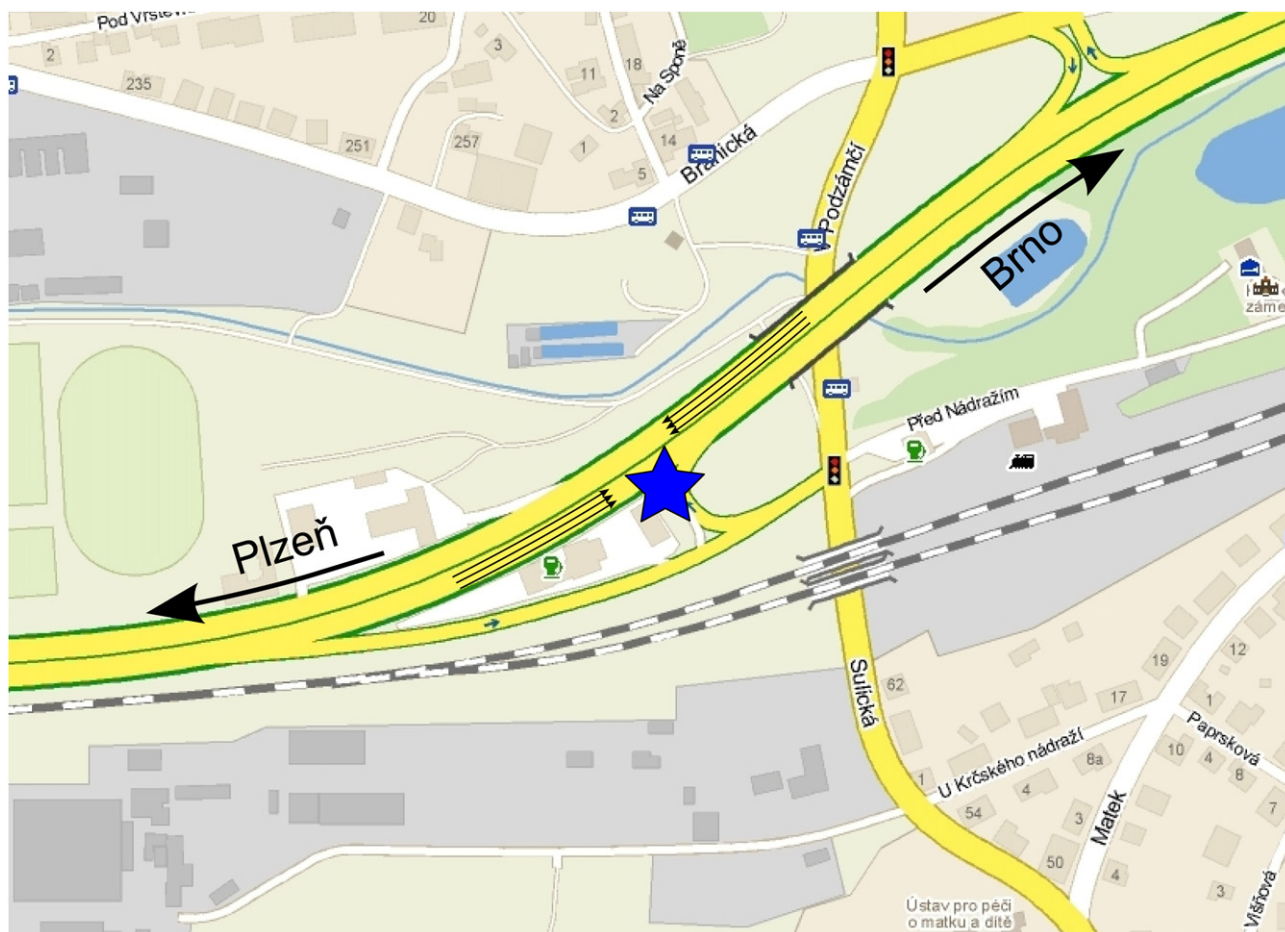 Pod Vrstev
20
2
3
235
11
18
Na Sponě
2
251
257
1
14
5
Branická
Podzámčí
Brno
záme
Před Nádražím
Plzeň
Sulická
62
19
12
17
1
Paprsková
U Krčského nádraží
8a
10
4
8
1
4
54
3
7
Matek
50
4
3
Višňová
Ústav pro péči
o matku a dítě